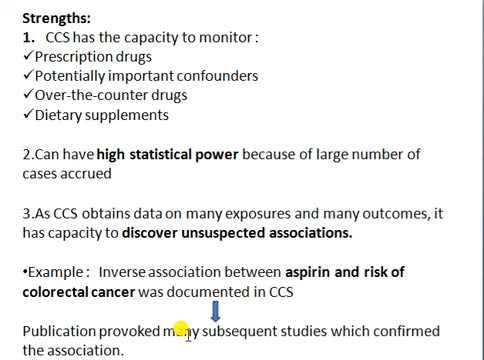 Strengths:
1. CCS has the capacity to monitor :
✓Prescription drugs
✓Potentially important confounders
✓Over-the-counter drugs
✓Dietary supplements
2.Can have high statistical power because of large number of
cases accrued
3.As CCS obtains data on many exposures and many outcomes, it
has capacity to discover unsuspected associations.
•Example : Inverse association between aspirin and risk of
colorectal cancer was documented in CCS
Publication provoked many subsequent studies which confirmed
the association.